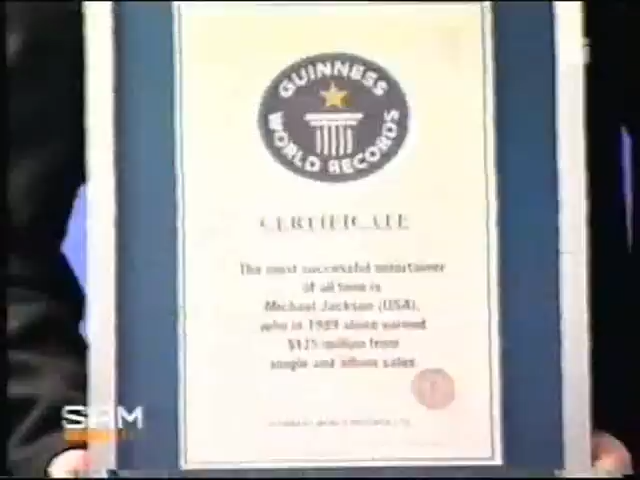 GUINNESS
WORLD RECORDS
CERTIFICATE
The most successful entertainer
of all time is
Michael Jackson (USA),
who in 1989 alone earned
$125 million from
single and album sales
SAM